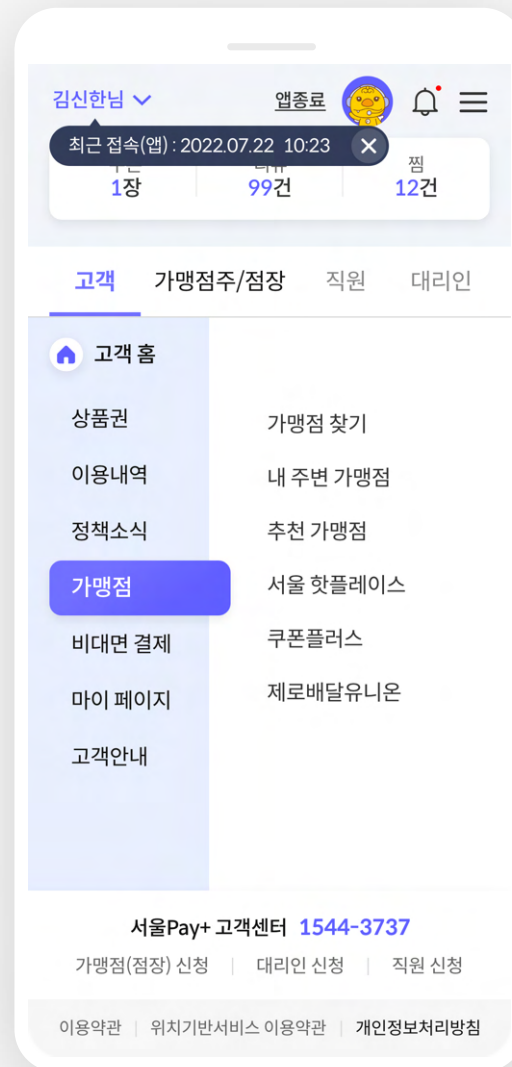 김신한님 앱종료
최근 접속(앱) : 2022.07.22 10:23
찜
1장 99건 12건
고객 가맹점주/점장 직원 대리인
고객 홈
상품권
이용내역
정책소식
가맹점
비대면 결제
마이 페이지
고객안내
가맹점 찾기
내 주변 가맹점
추천 가맹점
서울 핫플레이스
쿠폰플러스
제로배달유니온
서울Pay+ 고객센터 1544-3737
가맹점(점장) 신청 | 대리인 신청 | 직원 신청
이용약관 | 위치기반서비스 이용약관 | 개인정보처리방침